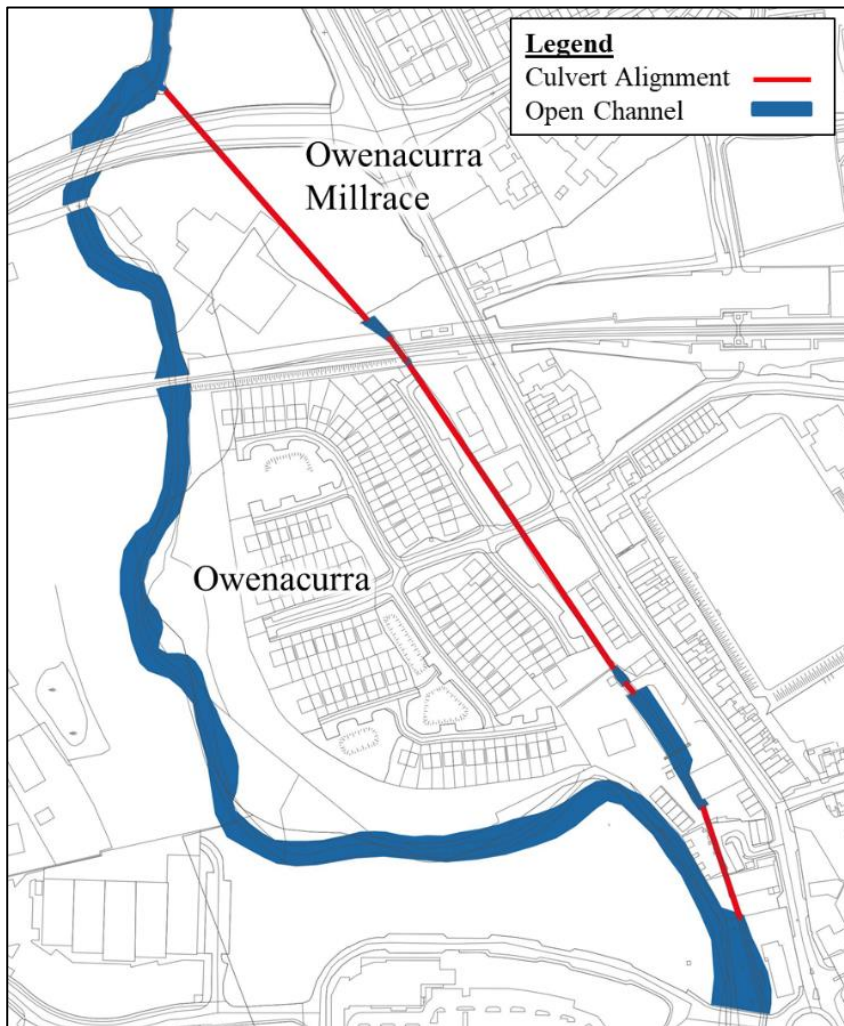 Legend
Culvert Alignment
Open Channel
Owenacurra
Millrace
Owenacurra